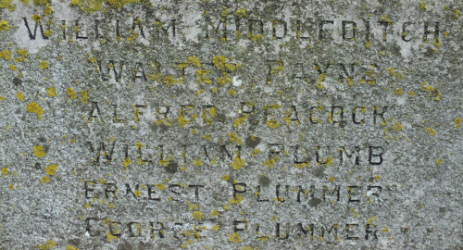 WILLIAM MIDDLEDITCH
WALTER PAYNE
ALFRED PEACOCK
WILLIAM PLUMB
ERNEST PLUMMER
GEORGE PLUMMER